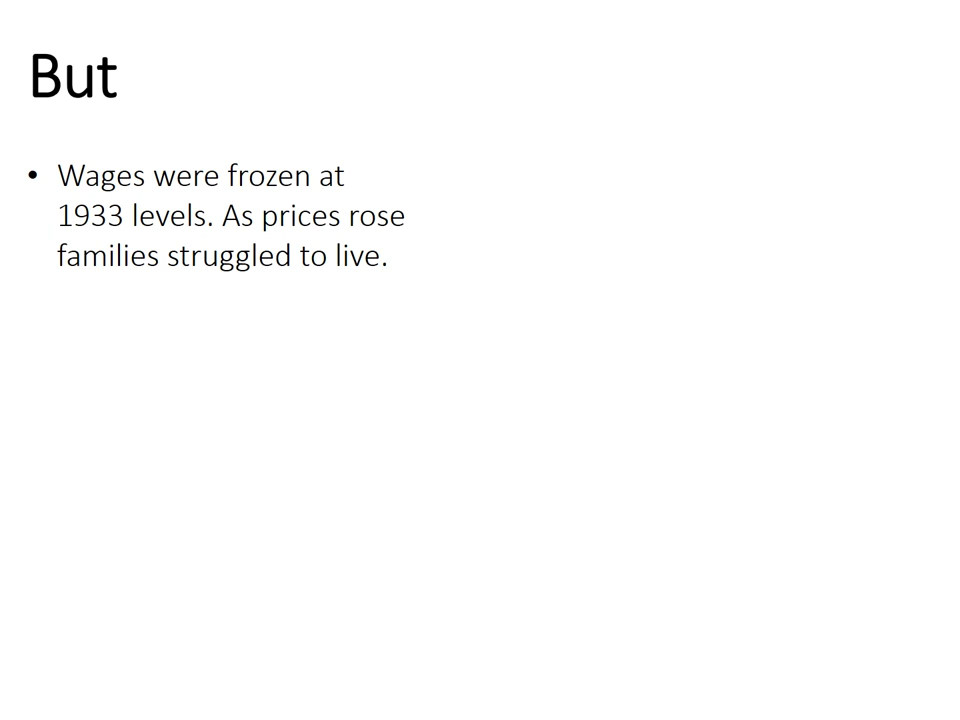 But
• Wages were frozen at
1933 levels. As prices rose
families struggled to live.